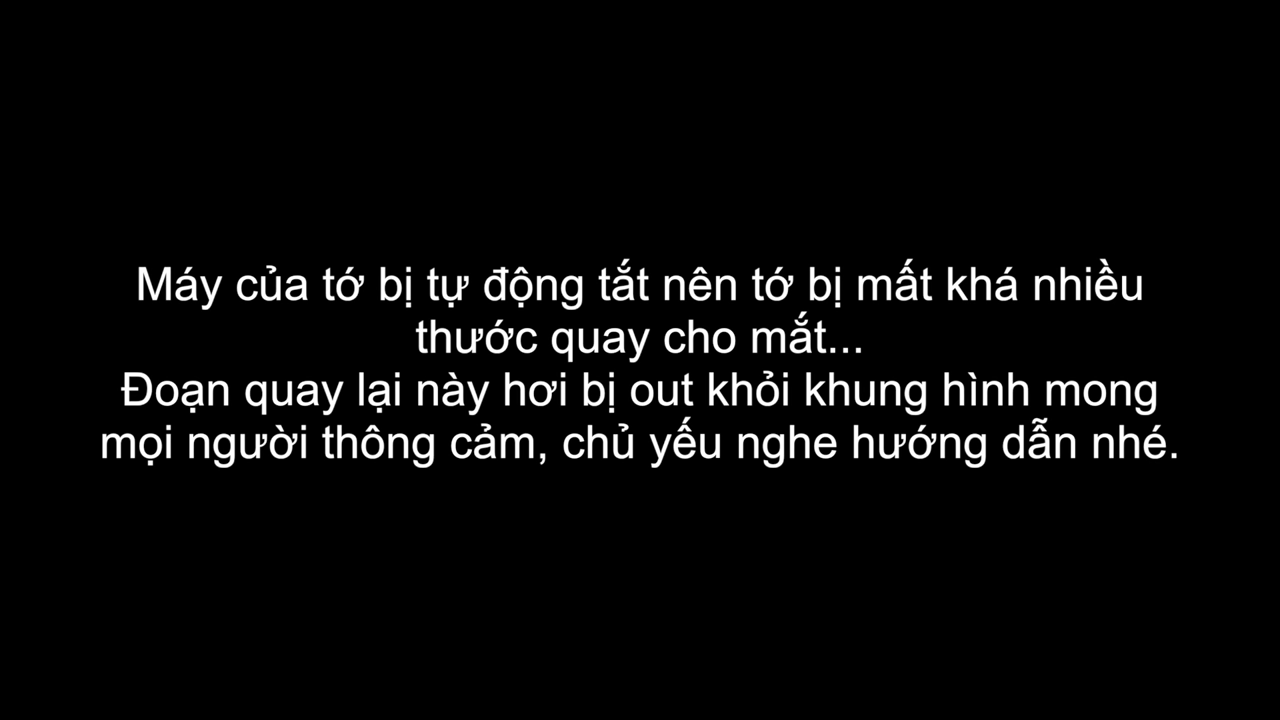 Máy của tớ bị tự động tắt nên tớ bị mất khá nhiều
thước quay cho mắt...
Đoạn quay lại này hơi bị out khỏi khung hình mong
mọi người thông cảm, chủ yếu nghe hướng dẫn nhé.